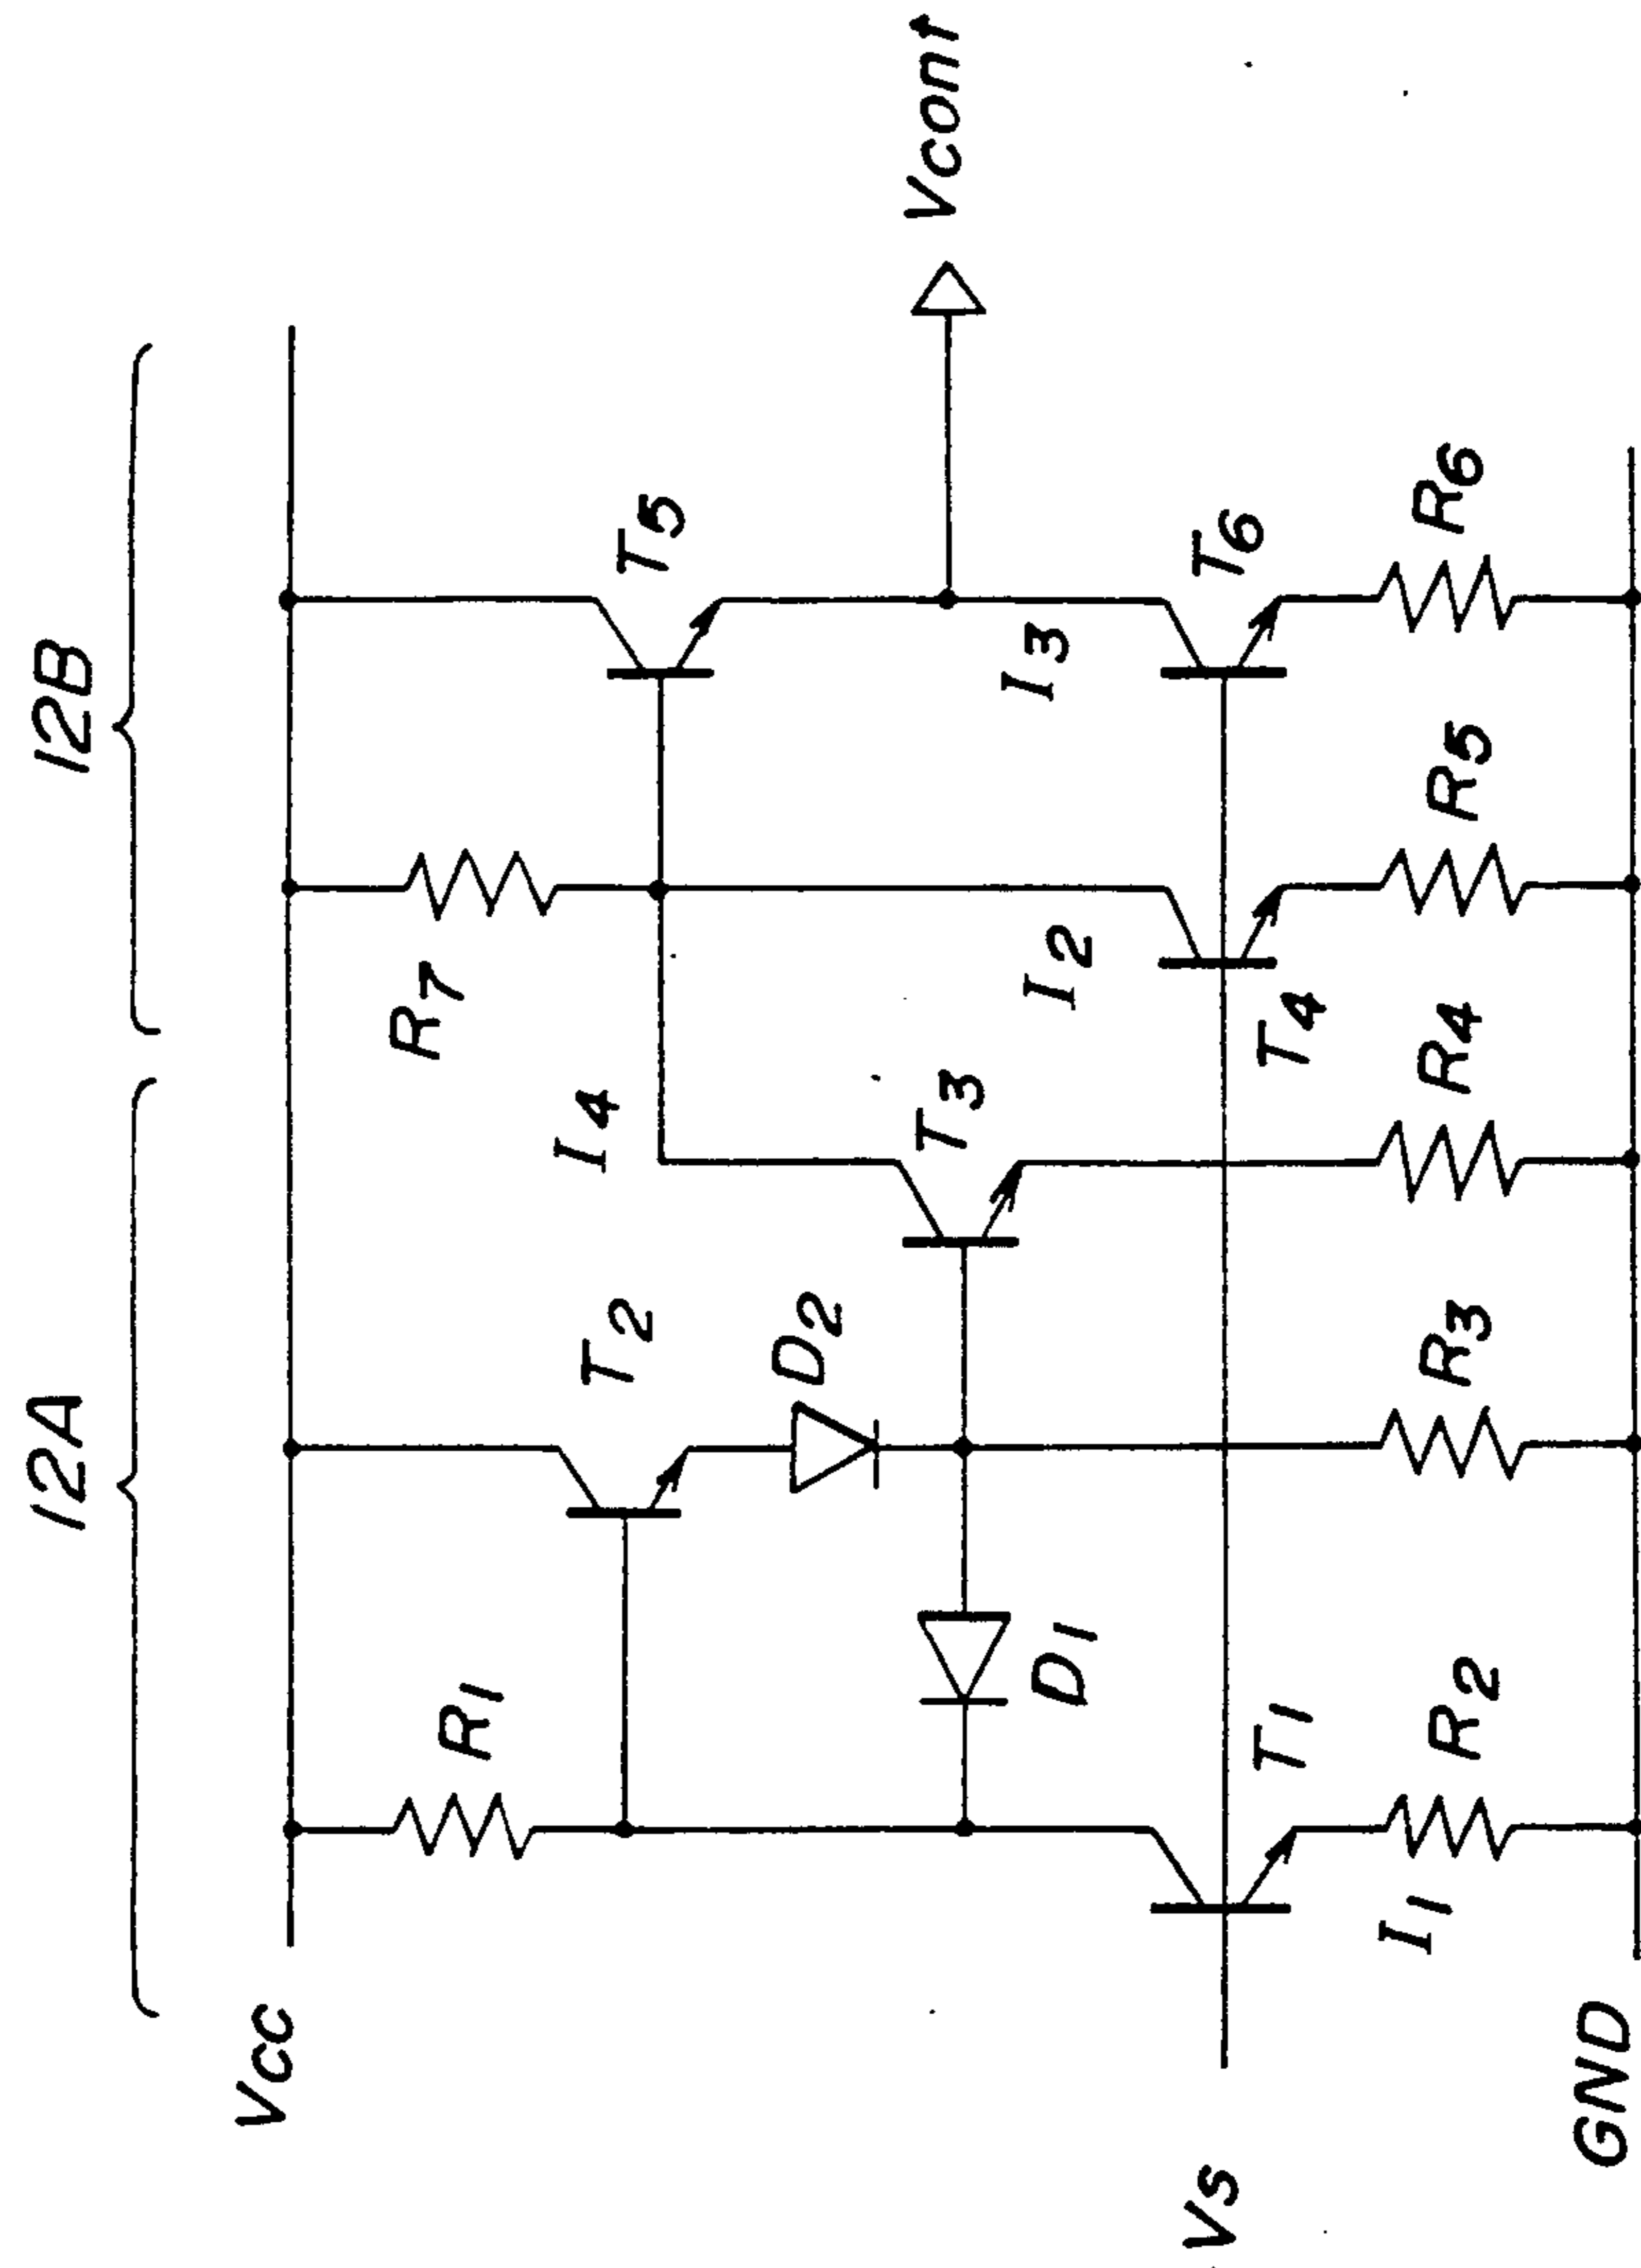 12A
12B
Vcc
R1
R7
T2
I4
T5
D2
T3
Vcont
D1
I2
I3
Vs
T1
T4
T6
I1
R2
R3
R4
R5
R6
GND